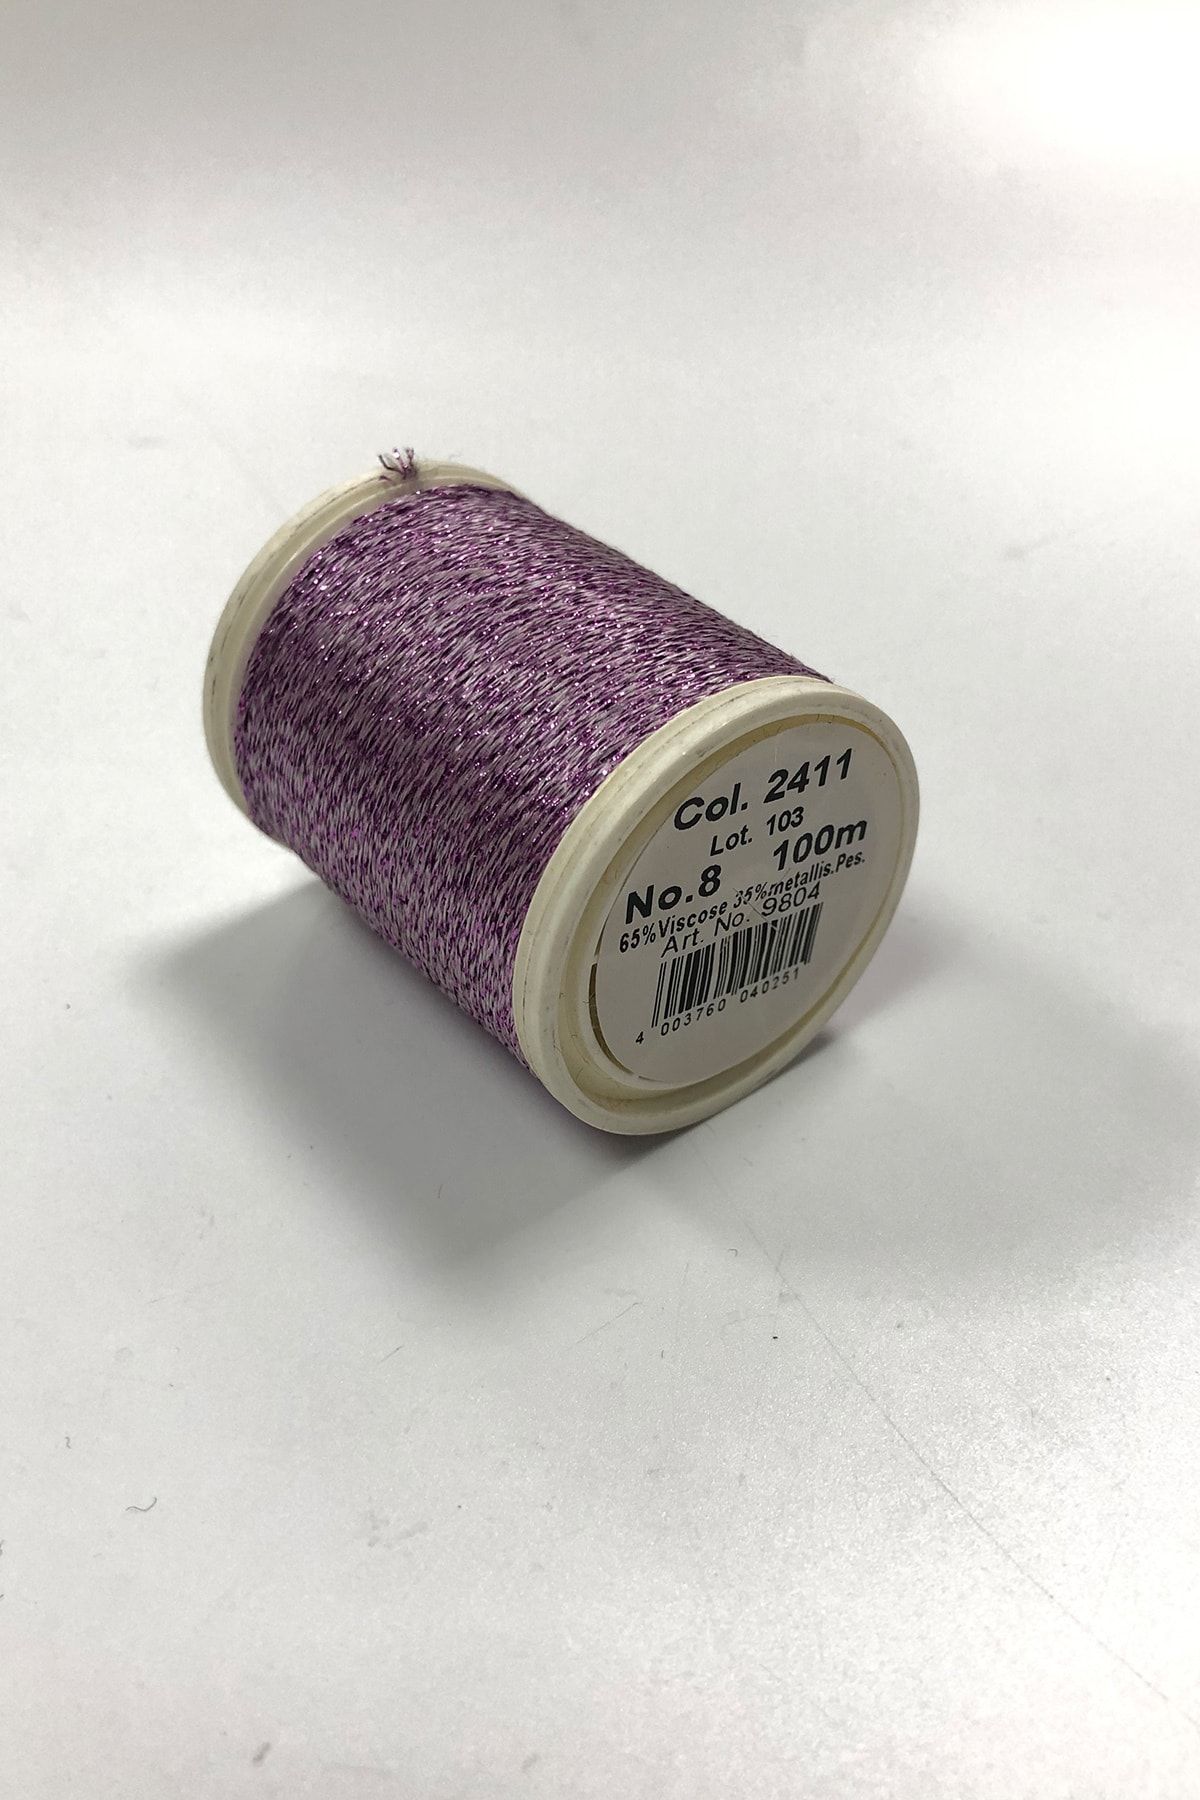 Col. 2411
Lot. 103
No.8 100m
65%Viscose 35%metallis.Pes.
Art. No. 9804
4 003760 040251